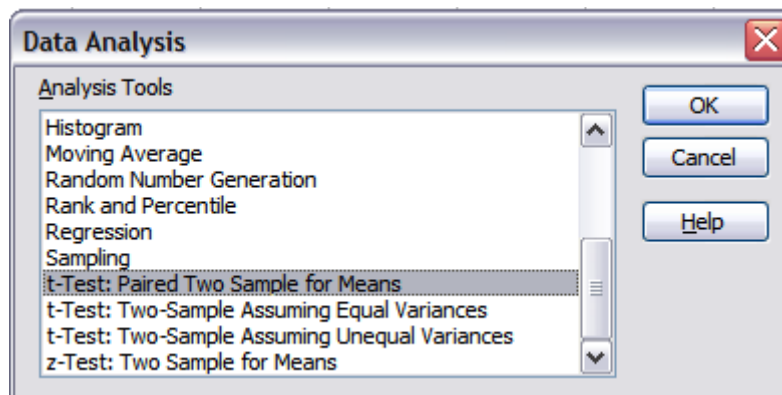 Data Analysis
Analysis Tools
Histogram
Moving Average
Random Number Generation
Rank and Percentile
Regression
Sampling
t-Test: Paired Two Sample for Means
t-Test: Two-Sample Assuming Equal Variances
t-Test: Two-Sample Assuming Unequal Variances
z-Test: Two Sample for Means
OK
Cancel
Help